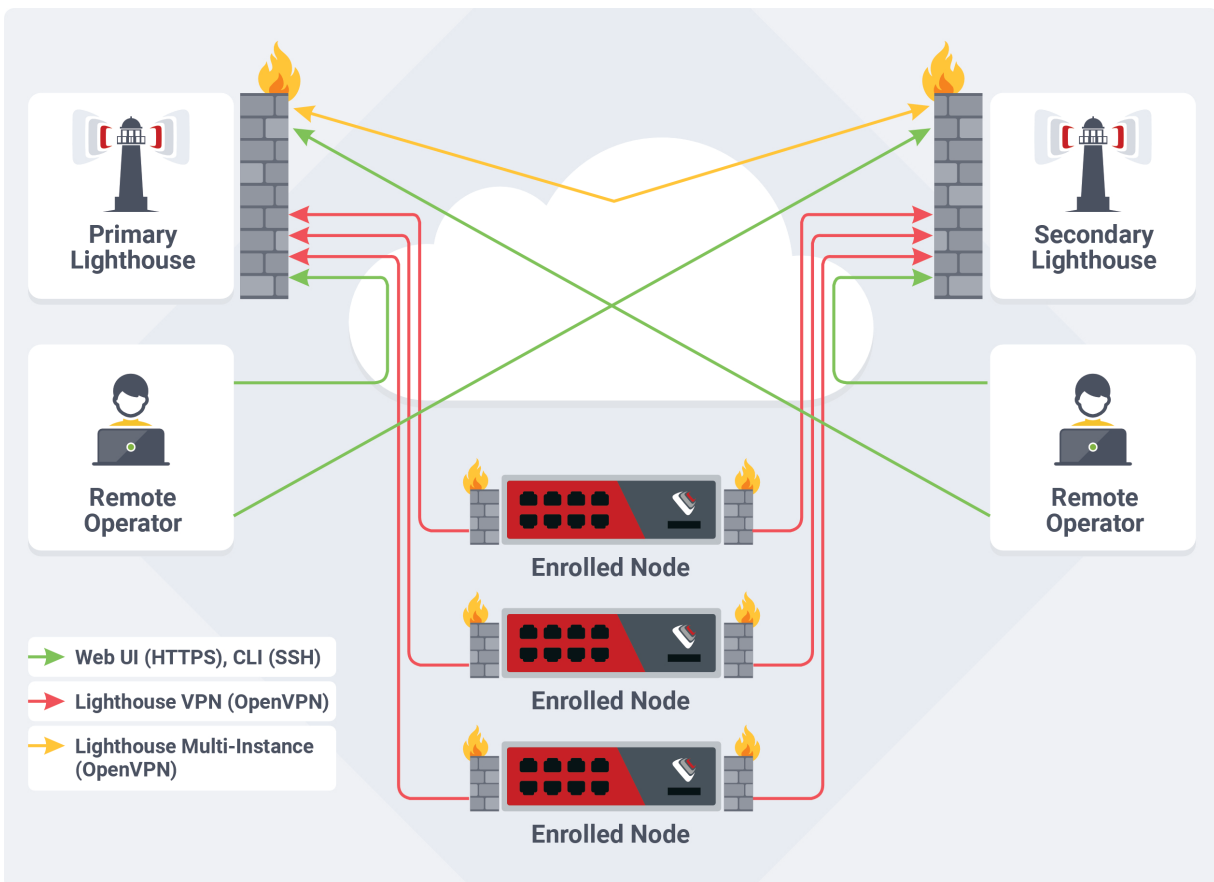 Primary
Lighthouse
Secondary
Lighthouse
Remote
Operator
Remote
Operator
Enrolled Node
Enrolled Node
Enrolled Node
Web UI (HTTPS), CLI (SSH)
Lighthouse VPN (OpenVPN)
Lighthouse Multi-Instance
(OpenVPN)